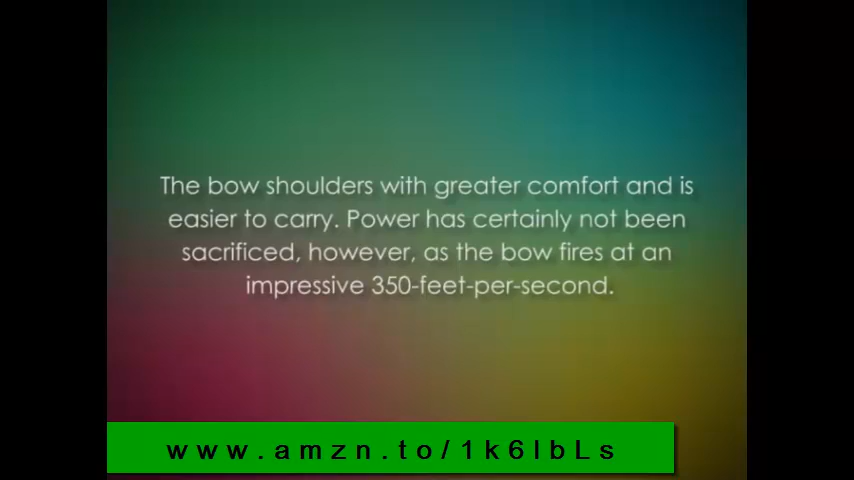 The bow shoulders with greater comfort and is
easier to carry. Power has certainly not been
sacrificed, however, as the bow fires at an
impressive 350-feet-per-second.
www.amzn.to/1k6lbLs